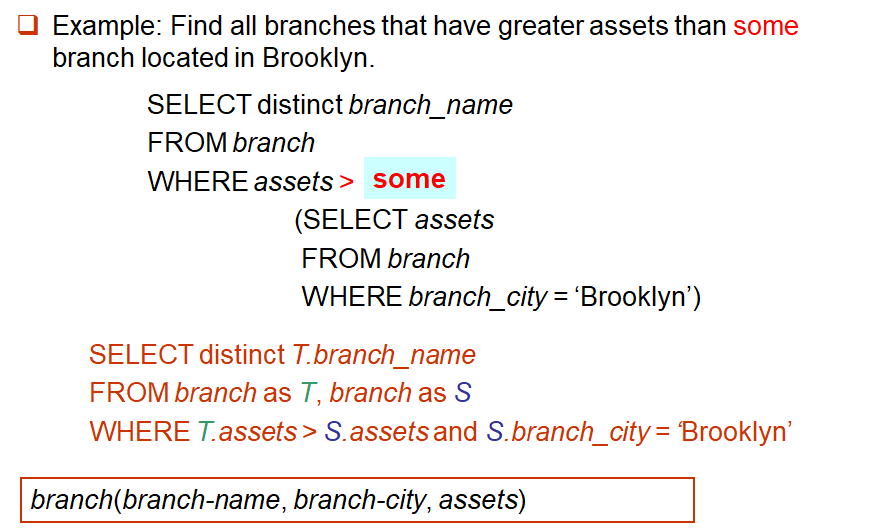 Example: Find all branches that have greater assets than some
branch located in Brooklyn.
SELECT distinct branch_name
FROM branch
WHERE assets > some
(SELECT assets
FROM branch
WHERE branch_city = ‘Brooklyn’)
SELECT distinct T.branch_name
FROM branch as T, branch as S
WHERE T.assets > S.assets and S.branch_city = ‘Brooklyn’
branch(branch-name, branch-city, assets)